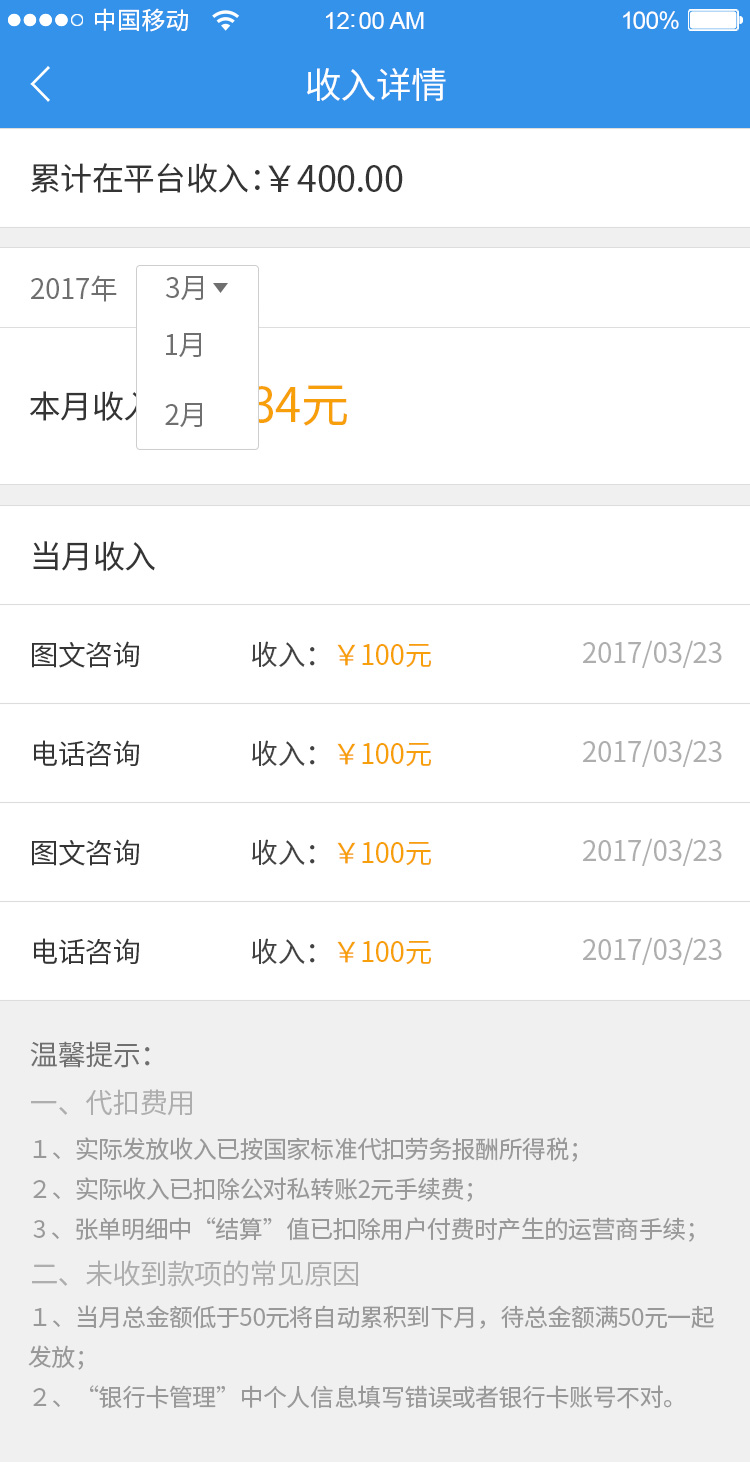 中国移动 12:00 AM 100%
收入详情
累计在平台收入：￥400.00
2017年 3月
1月
2月
本月收入 34元
当月收入
图文咨询 收入：￥100元 2017/03/23
电话咨询 收入：￥100元 2017/03/23
图文咨询 收入：￥100元 2017/03/23
电话咨询 收入：￥100元 2017/03/23
温馨提示：
一、代扣费用
1、实际发放收入已按国家标准代扣劳务报酬所得税；
2、实际收入已扣除公对私转账2元手续费；
3、张单明细中“结算”值已扣除用户付费时产生的运营商手续；
二、未收到款项的常见原因
1、当月总金额低于50元将自动累积到下月，待总金额满50元一起
发放；
2、“银行卡管理”中个人信息填写错误或者银行卡账号不对。